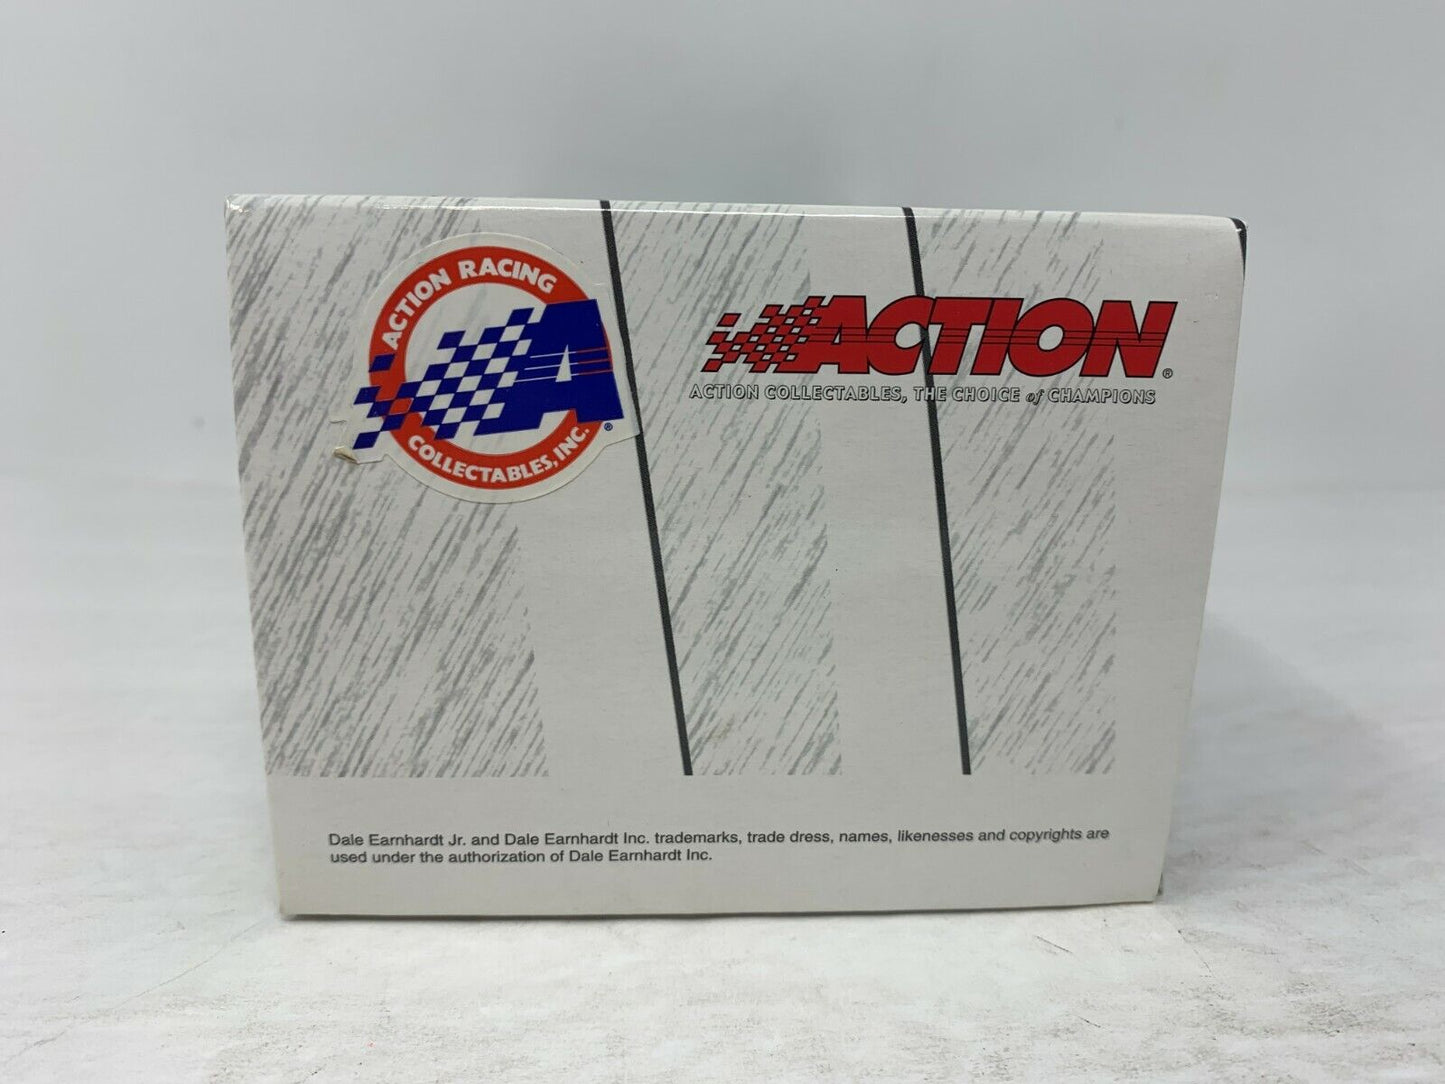 ACTION RACING
A
COLLECTABLES, INC. ®
ACTION ®
ACTION COLLECTABLES, THE CHOICE of CHAMPIONS
Dale Earnhardt Jr. and Dale Earnhardt Inc. trademarks, trade dress, names, likenesses and copyrights are
used under the authorization of Dale Earnhardt Inc.